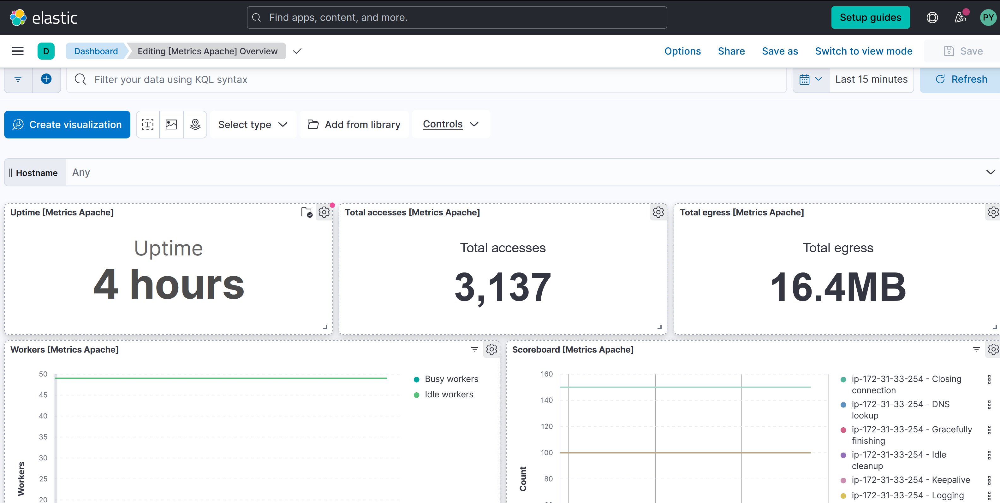 elastic
Find apps, content, and more.
Setup guides
PY
D
Dashboard
Editing [Metrics Apache] Overview
Options
Share
Save as
Switch to view mode
Save
Filter your data using KQL syntax
Last 15 minutes
Refresh
Create visualization
Select type
Add from library
Controls
Hostname
Any
Uptime [Metrics Apache]
Uptime
4 hours
Total accesses [Metrics Apache]
Total accesses
3,137
Total egress [Metrics Apache]
Total egress
16.4MB
Workers [Metrics Apache]
50
45
40
35
30
25
20
Workers
Busy workers
Idle workers
Scoreboard [Metrics Apache]
160
140
120
100
80
Count
ip-172-31-33-254 - Closing
connection
ip-172-31-33-254 - DNS
lookup
ip-172-31-33-254 - Gracefully
finishing
ip-172-31-33-254 - Idle
cleanup
ip-172-31-33-254 - Keepalive
ip-172-31-33-254 - Logging